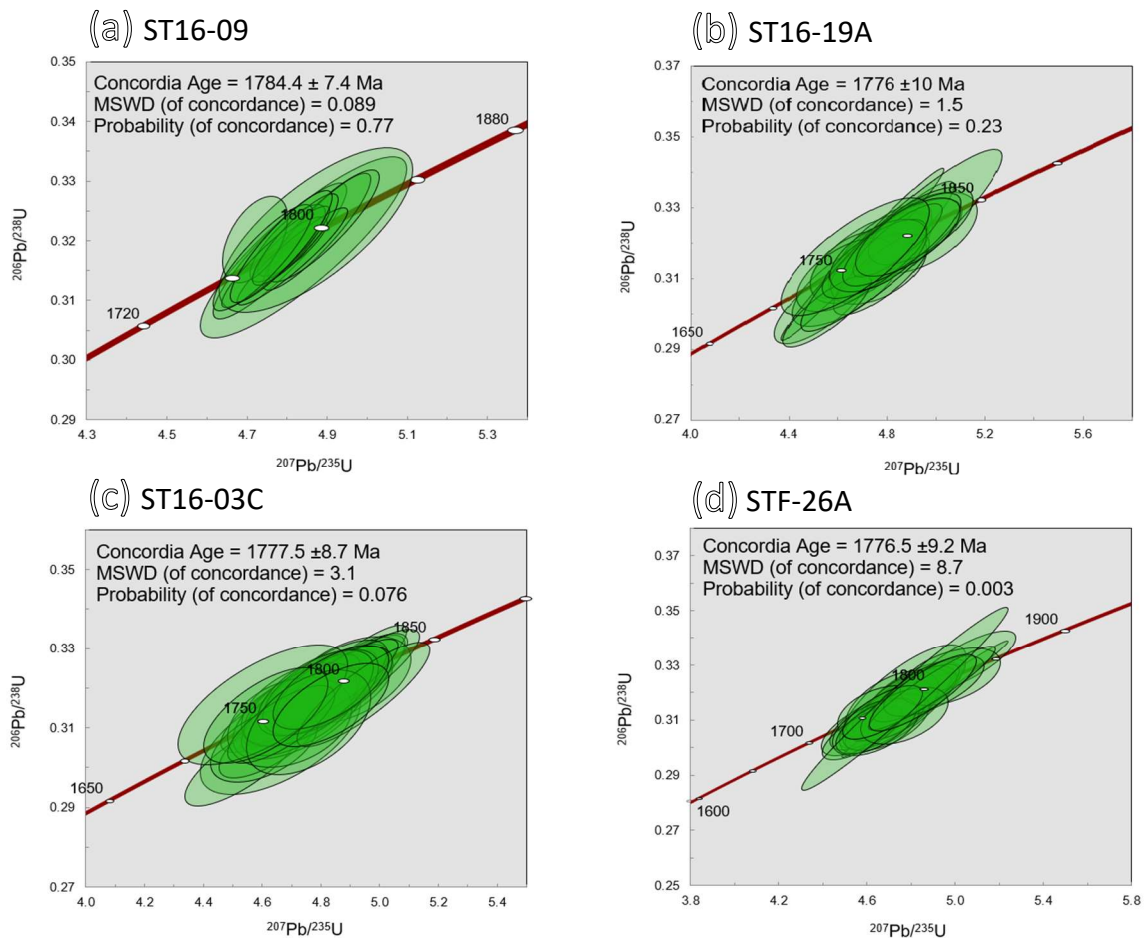 (a) ST16-09
0.35
0.34
0.33
0.32
0.31
0.30
0.29
206Pb/238U
Concordia Age = 1784.4 ± 7.4 Ma
MSWD (of concordance) = 0.089
Probability (of concordance) = 0.77
1880
1800
1720
4.3 4.5 4.7 4.9 5.1 5.3
207Pb/235U
(b) ST16-19A
0.37
0.35
0.33
0.31
0.29
0.27
206Pb/238U
Concordia Age = 1776 ±10 Ma
MSWD (of concordance) = 1.5
Probability (of concordance) = 0.23
1850
1750
1650
4.0 4.4 4.8 5.2 5.6
207Pb/235U
(c) ST16-03C
0.35
0.33
0.31
0.29
0.27
206Pb/238U
Concordia Age = 1777.5 ±8.7 Ma
MSWD (of concordance) = 3.1
Probability (of concordance) = 0.076
1850
1800
1750
1650
4.0 4.2 4.4 4.6 4.8 5.0 5.2 5.4
207Pb/235U
(d) STF-26A
0.37
0.35
0.33
0.31
0.29
0.27
0.25
206Pb/238U
Concordia Age = 1776.5 ±9.2 Ma
MSWD (of concordance) = 8.7
Probability (of concordance) = 0.003
1900
1800
1700
1600
3.8 4.2 4.6 5.0 5.4 5.8
207Pb/235U